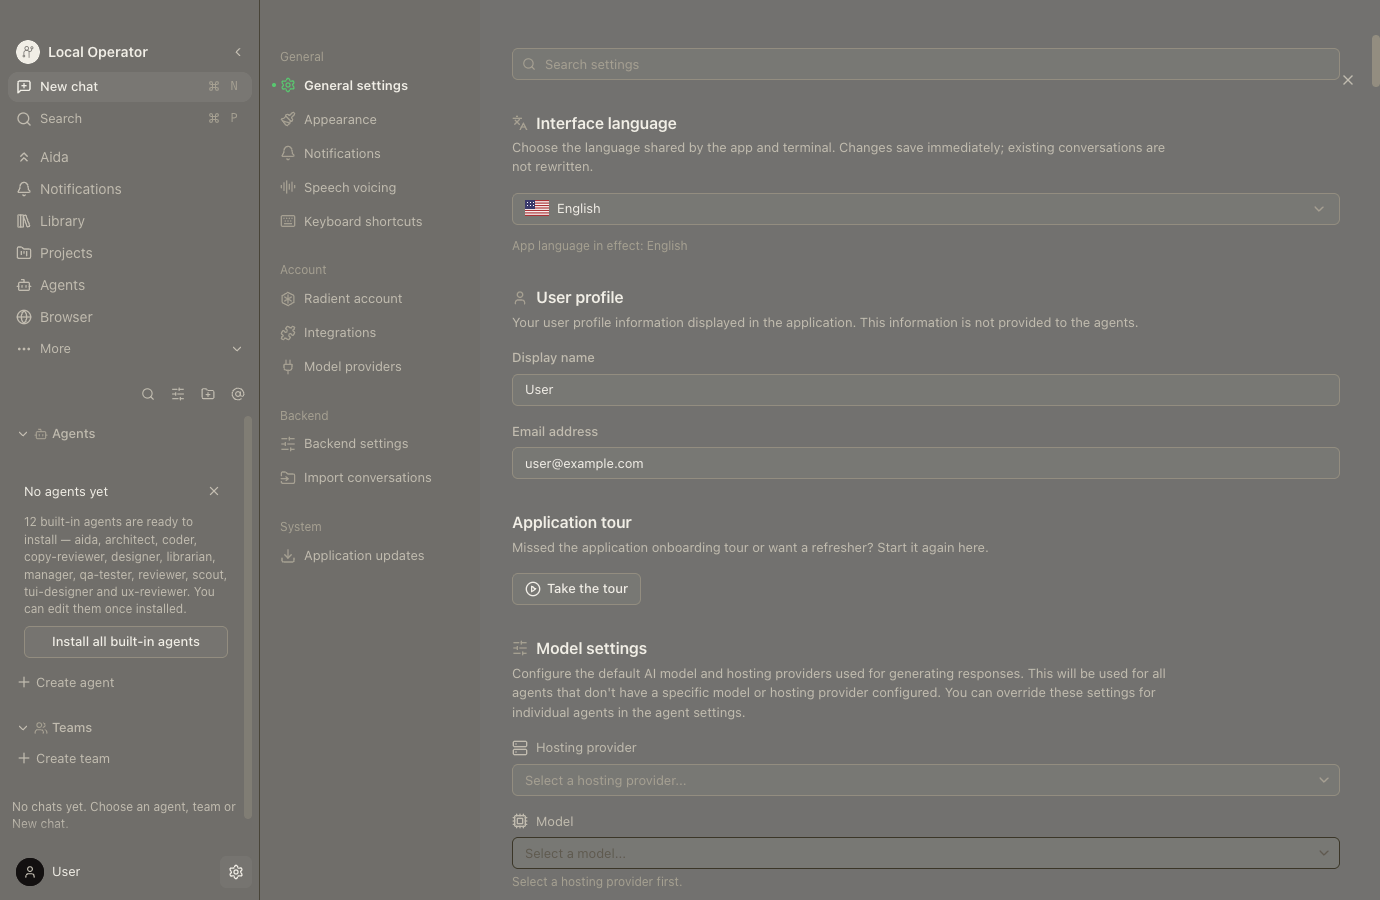 Local Operator
New chat ⌘ N
Search ⌘ P
Aida
Notifications
Library
Projects
Agents
Browser
More
Agents
No agents yet
12 built-in agents are ready to
install — aida, architect, coder,
copy-reviewer, designer, librarian,
manager, qa-tester, reviewer, scout,
tui-designer and ux-reviewer. You
can edit them once installed.
Install all built-in agents
Create agent
Teams
Create team
No chats yet. Choose an agent, team or
New chat.
User
General
General settings
Appearance
Notifications
Speech voicing
Keyboard shortcuts
Account
Radient account
Integrations
Model providers
Backend
Backend settings
Import conversations
System
Application updates
Search settings
Interface language
Choose the language shared by the app and terminal. Changes save immediately; existing conversations are
not rewritten.
English
App language in effect: English
User profile
Your user profile information displayed in the application. This information is not provided to the agents.
Display name
User
Email address
user@example.com
Application tour
Missed the application onboarding tour or want a refresher? Start it again here.
Take the tour
Model settings
Configure the default AI model and hosting providers used for generating responses. This will be used for all
agents that don't have a specific model or hosting provider configured. You can override these settings for
individual agents in the agent settings.
Hosting provider
Select a hosting provider...
Model
Select a model...
Select a hosting provider first.